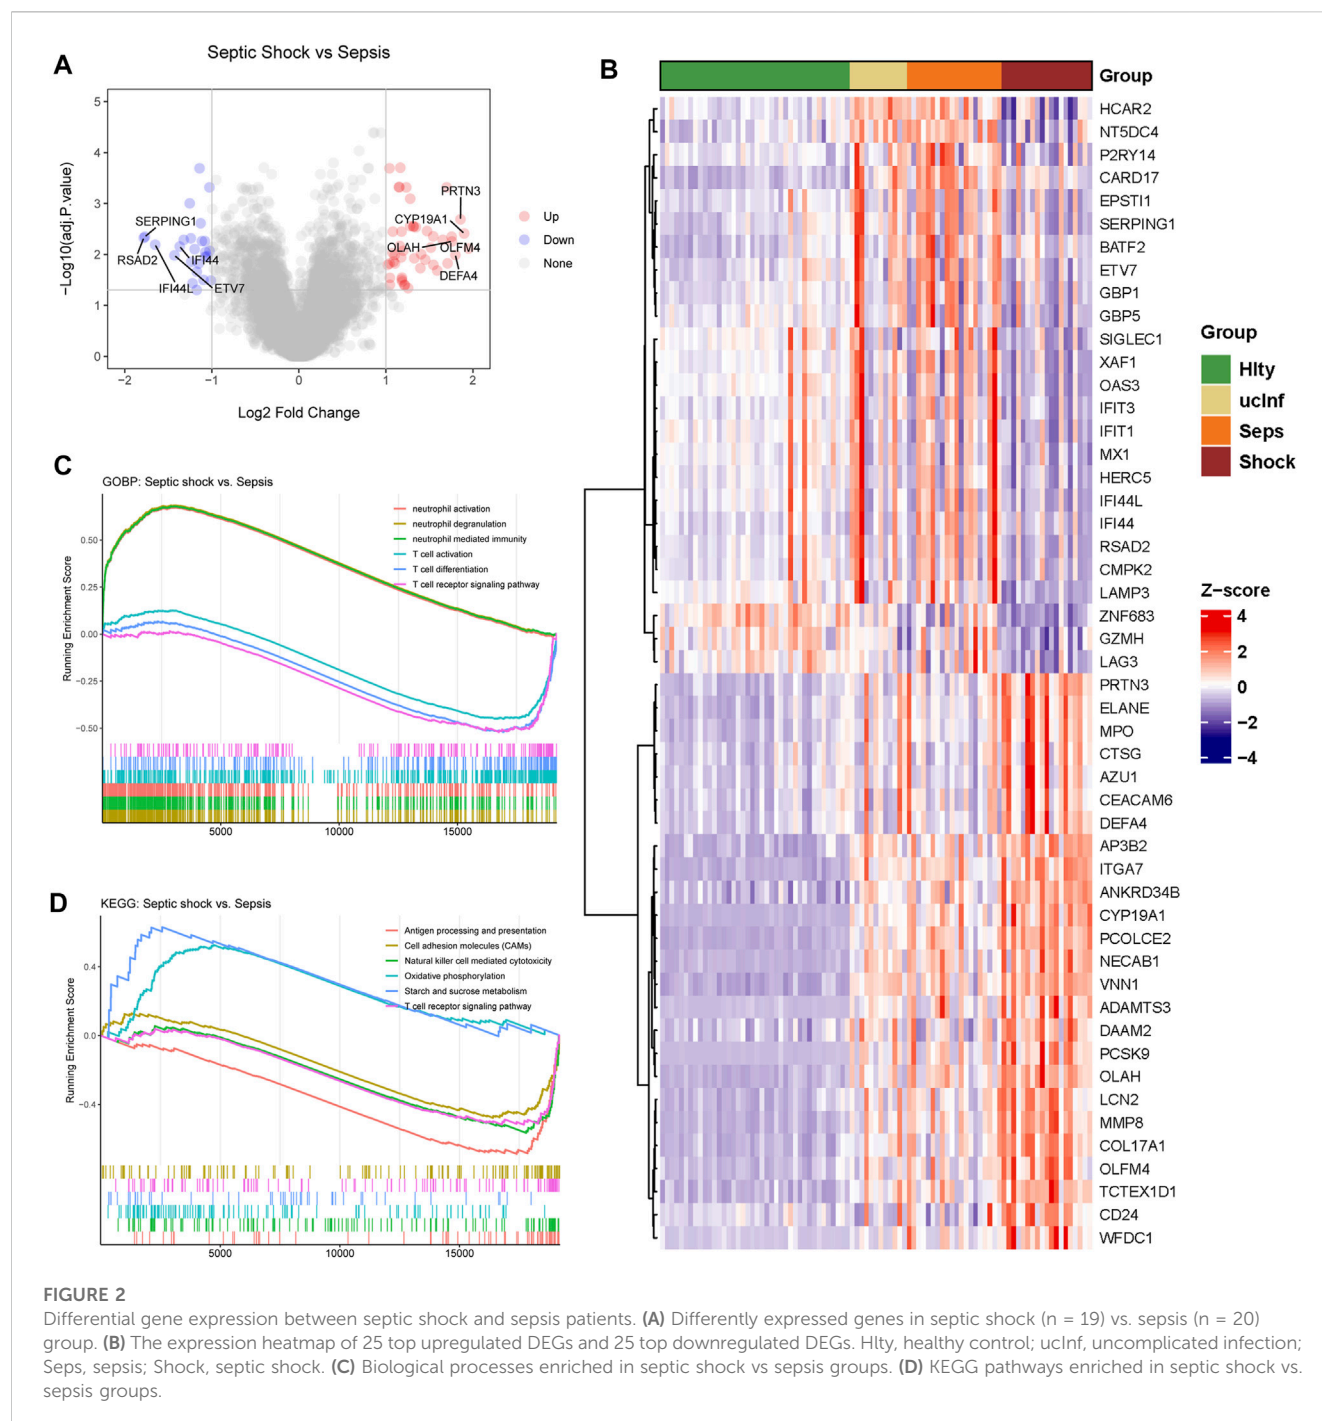 A
Septic Shock vs Sepsis
−Log10(adj.P.value)
5
4
3
2
1
0
−2
−1
0
1
2
Log2 Fold Change
SERPING1
RSAD2
IFI44
IFI44L
ETV7
PRTN3
CYP19A1
OLAH
OLFM4
DEFA4
Up
Down
None
B
Group
HCAR2
NT5DC4
P2RY14
CARD17
EPSTI1
SERPING1
BATF2
ETV7
GBP1
GBP5
SIGLEC1
XAF1
OAS3
IFIT3
IFIT1
MX1
HERC5
IFI44L
IFI44
RSAD2
CMPK2
LAMP3
ZNF683
GZMH
LAG3
PRTN3
ELANE
MPO
CTSG
AZU1
CEACAM6
DEFA4
AP3B2
ITGA7
ANKRD34B
CYP19A1
PCOLCE2
NECAB1
VNN1
ADAMTS3
DAAM2
PCSK9
OLAH
LCN2
MMP8
COL17A1
OLFM4
TCTEX1D1
CD24
WFDC1
Group
Hlty
ucInf
Seps
Shock
Z−score
4
2
0
−2
−4
C
GOBP: Septic shock vs. Sepsis
Running Enrichment Score
0.50
0.25
0.00
−0.25
−0.50
neutrophil activation
neutrophil degranulation
neutrophil mediated immunity
T cell activation
T cell differentiation
T cell receptor signaling pathway
5000
10000
15000
D
KEGG: Septic shock vs. Sepsis
Running Enrichment Score
0.4
0.0
−0.4
Antigen processing and presentation
Cell adhesion molecules (CAMs)
Natural killer cell mediated cytotoxicity
Oxidative phosphorylation
Starch and sucrose metabolism
T cell receptor signaling pathway
5000
10000
15000
FIGURE 2
Differential gene expression between septic shock and sepsis patients. (A) Differently expressed genes in septic shock (n = 19) vs. sepsis (n = 20)
group. (B) The expression heatmap of 25 top upregulated DEGs and 25 top downregulated DEGs. Hlty, healthy control; ucInf, uncomplicated infection;
Seps, sepsis; Shock, septic shock. (C) Biological processes enriched in septic shock vs sepsis groups. (D) KEGG pathways enriched in septic shock vs.
sepsis groups.